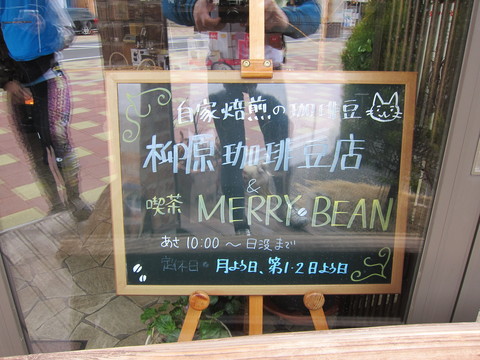 自家焙煎の珈琲豆
柳原珈琲豆店
&
喫茶 MERRY BEAN
あさ10:00～日没まで
定休日は 月よう日、第1・2日よう日